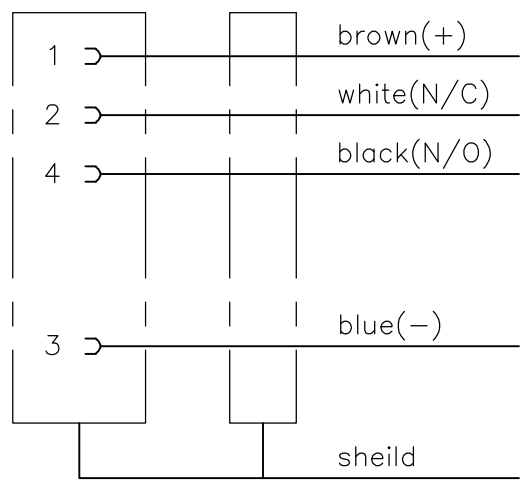 1 brown(+)
2 white(N/C)
4 black(N/O)
3 blue(−)
sheild